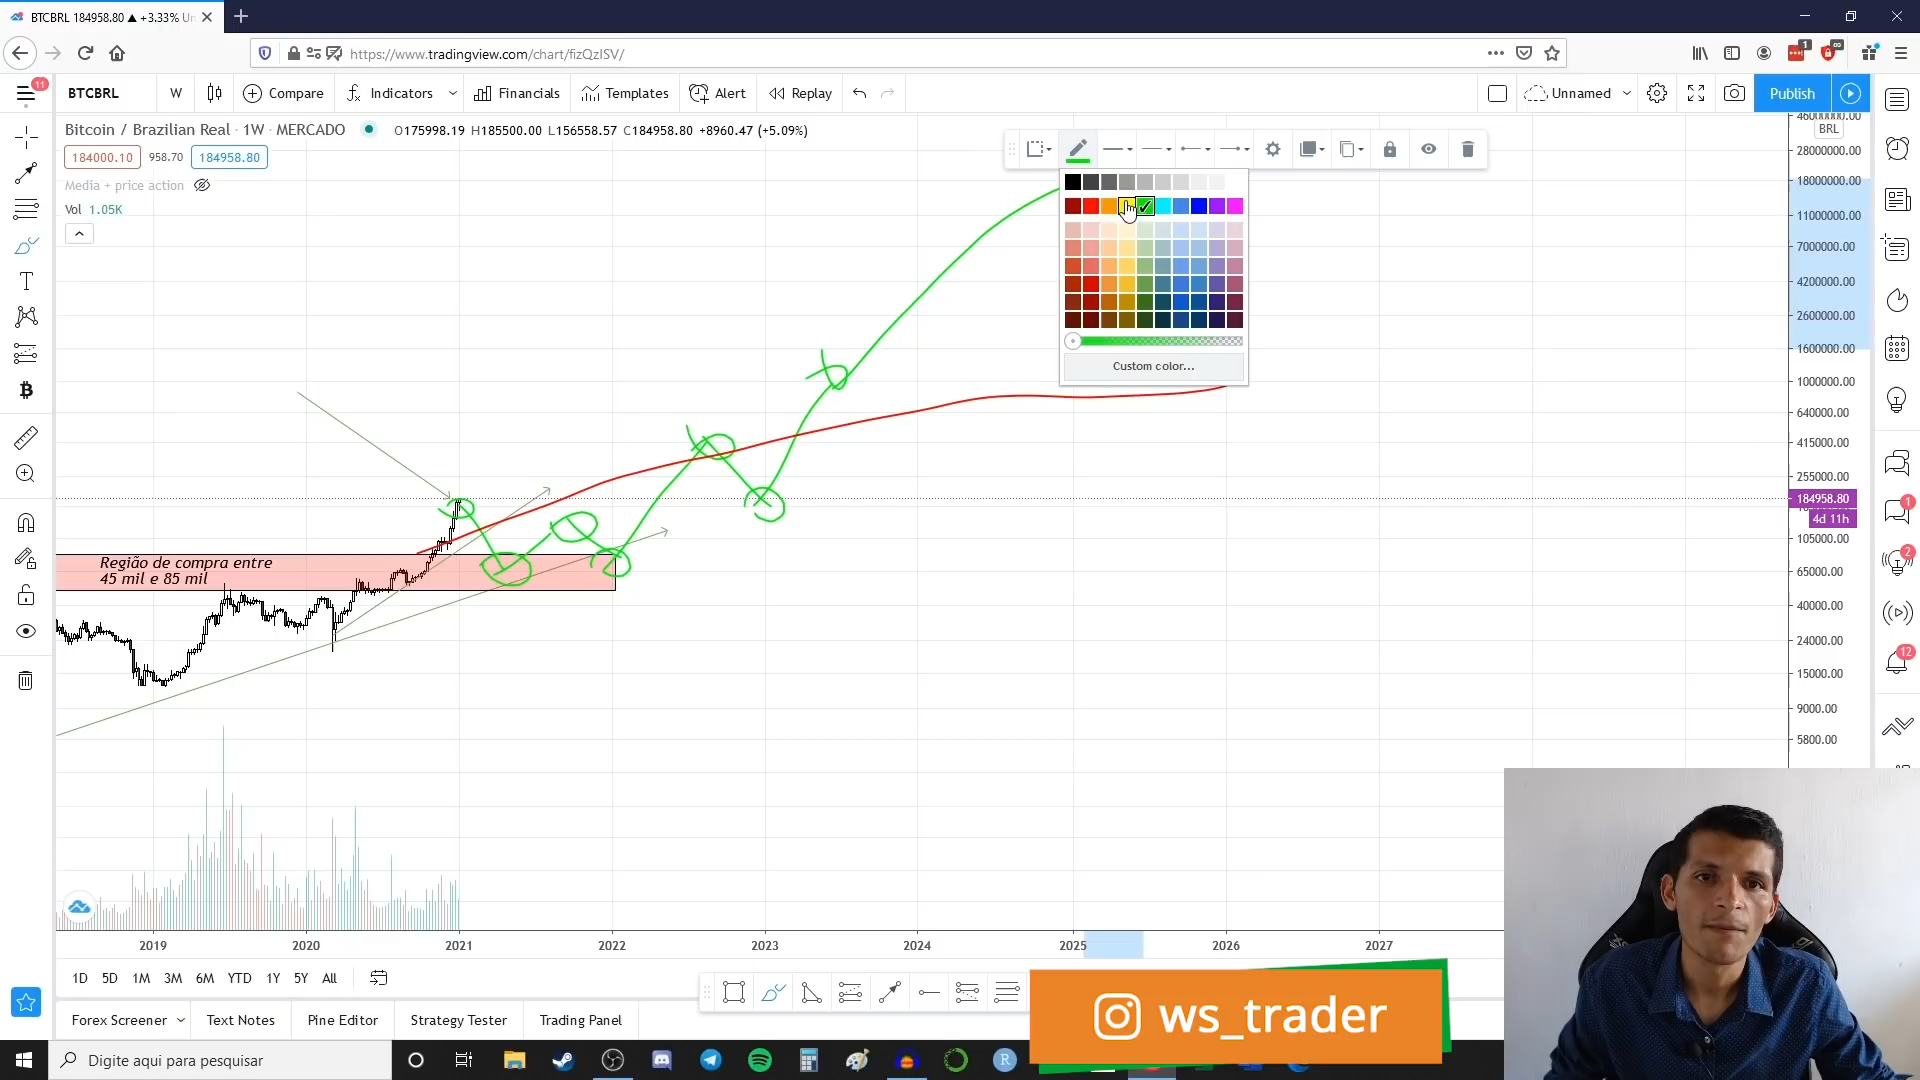 BTCBRL 184958.80 ▲ +3.33% Un
https://www.tradingview.com/chart/fizQzISV/
1
∞
11
BTCBRL
W
Compare
Indicators
Financials
Templates
Alert
Replay
Unnamed
Publish
Bitcoin / Brazilian Real · 1W · MERCADO
O175998.19 H185500.00 L156558.57 C184958.80 +8960.47 (+5.09%)
184000.10
958.70
184958.80
Media + price action
Vol 1.05K
BRL
28000000.00
18000000.00
11000000.00
7000000.00
4200000.00
2600000.00
1600000.00
1000000.00
640000.00
415000.00
255000.00
184958.80
4d 11h
105000.00
65000.00
40000.00
24000.00
15000.00
9000.00
5800.00
Custom color...
Região de compra entre
45 mil e 85 mil
1
2
12
2019
2020
2021
2022
2023
2024
2025
2026
2027
1D
5D
1M
3M
6M
YTD
1Y
5Y
All
Forex Screener
Text Notes
Pine Editor
Strategy Tester
Trading Panel
ws_trader
Digite aqui para pesquisar
R